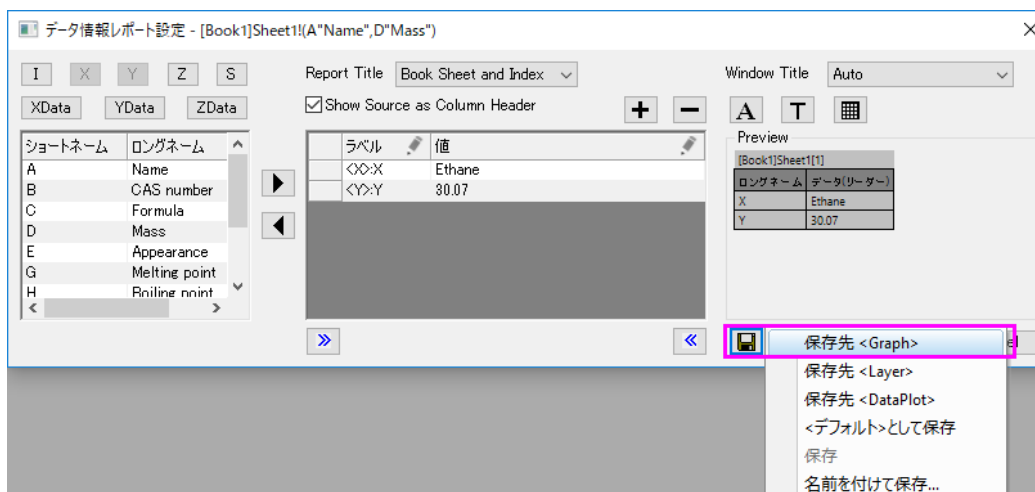 データ情報レポート設定 - [Book1]Sheet1!(A"Name",D"Mass")
I X Y Z S
XData YData ZData
ショートネーム ロングネーム
A Name
B CAS number
C Formula
D Mass
E Appearance
G Melting point
H Boiling point
Report Title Book Sheet and Index
Show Source as Column Header
ラベル 値
<X>:X Ethane
<Y>:Y 30.07
Window Title Auto
A T
Preview
[Book1]Sheet1[1]
ロングネーム データ(リーダー)
X Ethane
Y 30.07
保存先 <Graph>
保存先 <Layer>
保存先 <DataPlot>
<デフォルト>として保存
保存
名前を付けて保存...